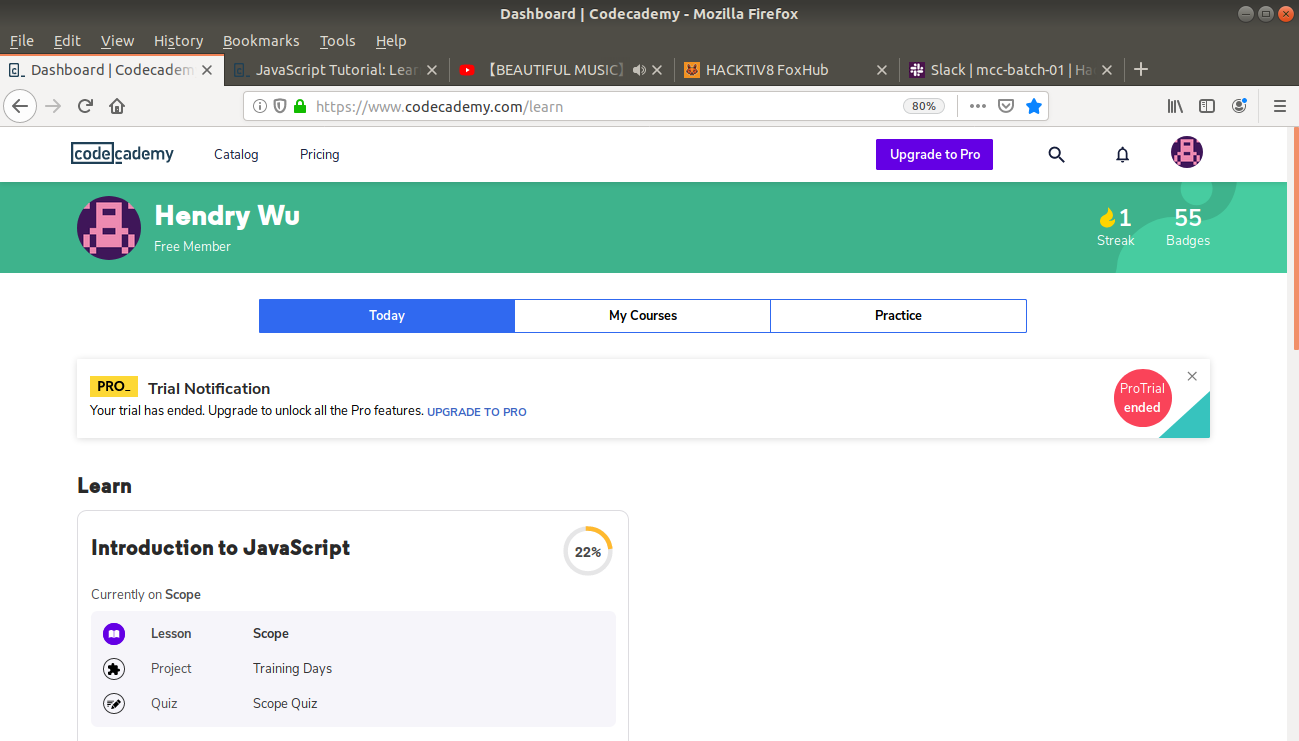 Dashboard | Codecademy - Mozilla Firefox
File Edit View History Bookmarks Tools Help
Dashboard | Codecadem JavaScript Tutorial: Lear 【BEAUTIFUL MUSIC】 HACKTIV8 FoxHub Slack | mcc-batch-01 | Ha
https://www.codecademy.com/learn 80%
codecademy Catalog Pricing Upgrade to Pro
Hendry Wu
Free Member
1 55
Streak Badges
Today My Courses Practice
PRO_ Trial Notification
Your trial has ended. Upgrade to unlock all the Pro features. UPGRADE TO PRO
ProTrial
ended
Learn
Introduction to JavaScript 22%
Currently on Scope
Lesson Scope
Project Training Days
Quiz Scope Quiz